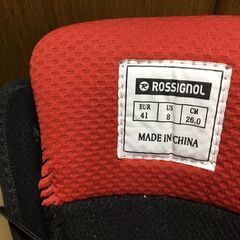 ROSSIGNOL
EUR US CM
41 8 26.0
MADE IN CHINA